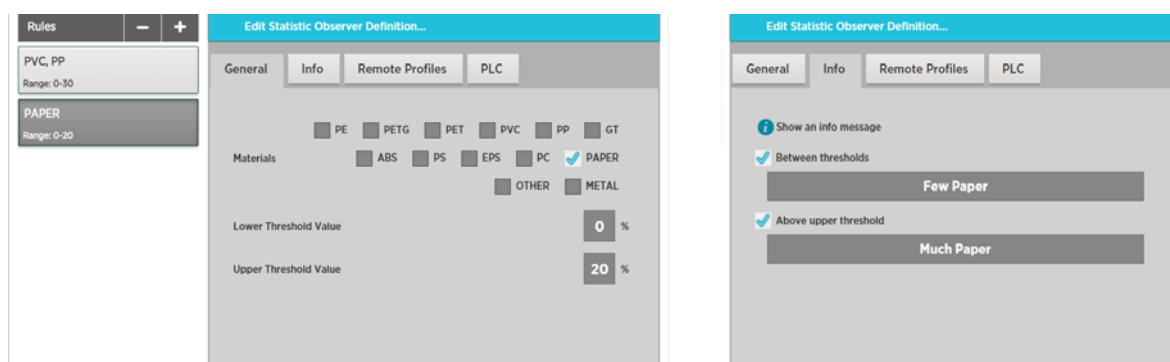 Rules − +
PVC, PP
Range: 0-30
PAPER
Range: 0-20
Edit Statistic Observer Definition...
General Info Remote Profiles PLC
PE PETG PET PVC PP GT
Materials ABS PS EPS PC PAPER
OTHER METAL
Lower Threshold Value 0 %
Upper Threshold Value 20 %
Edit Statistic Observer Definition...
General Info Remote Profiles PLC
i Show an info message
Between thresholds
Few Paper
Above upper threshold
Much Paper